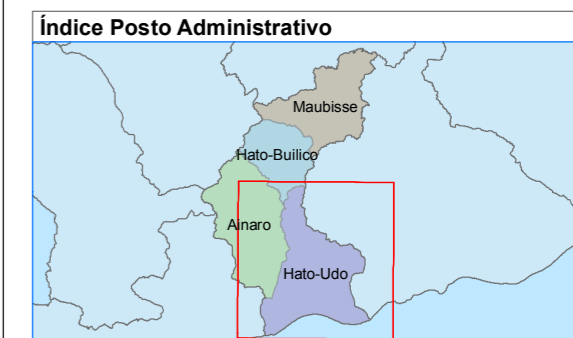 Índice Posto Administrativo
Maubisse
Hato-Builico
Ainaro
Hato-Udo